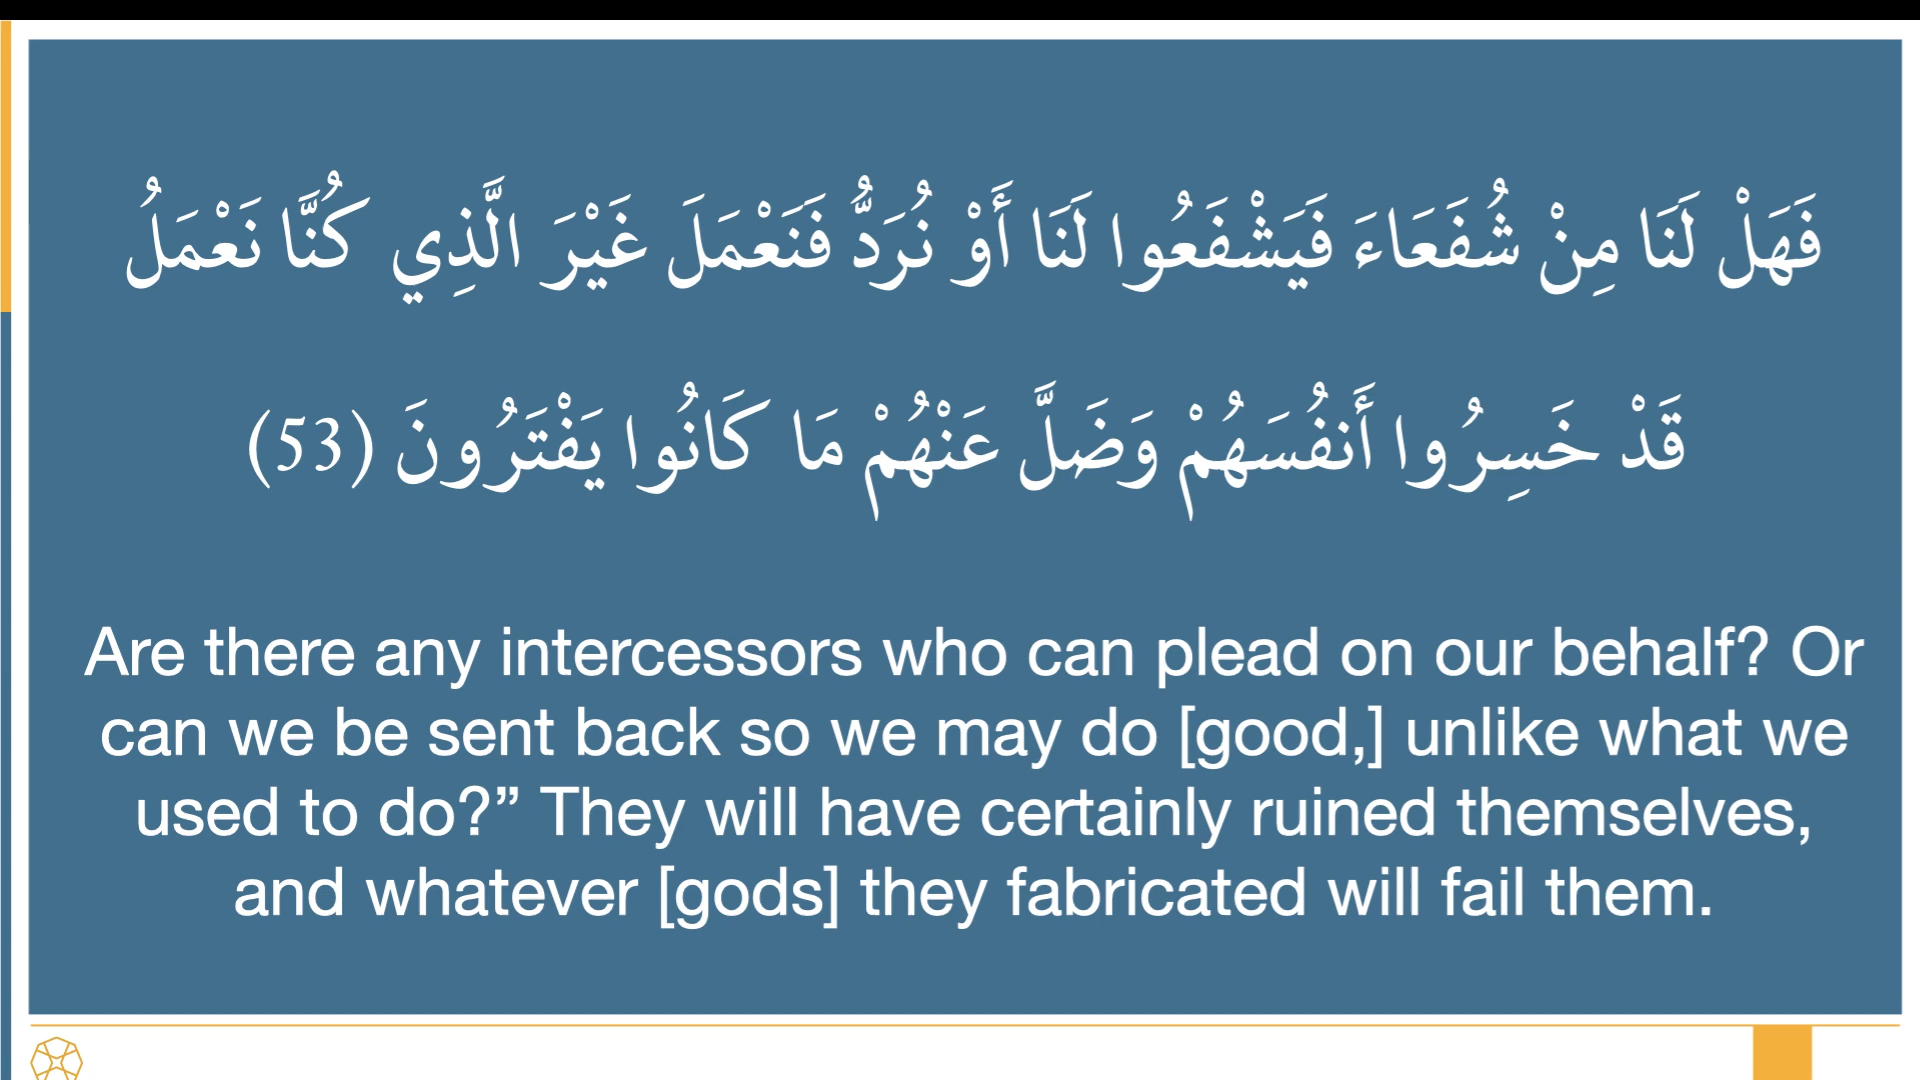 فَهَلْ لَنَا مِنْ شُفَعَاءَ فَيَشْفَعُوا لَنَا أَوْ نُرَدُّ فَنَعْمَلَ غَيْرَ الَّذِي كُنَّا نَعْمَلُ
قَدْ خَسِرُوا أَنفُسَهُمْ وَضَلَّ عَنْهُمْ مَا كَانُوا يَفْتَرُونَ (53)
Are there any intercessors who can plead on our behalf? Or
can we be sent back so we may do [good,] unlike what we
used to do?” They will have certainly ruined themselves,
and whatever [gods] they fabricated will fail them.